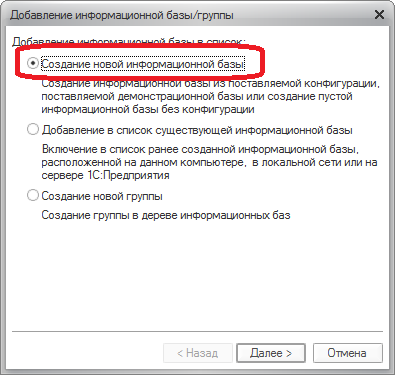 Добавление информационной базы/группы
Добавление информационной базы в список:
Создание новой информационной базы
Создание информационной базы из поставляемой конфигурации,
поставляемой демонстрационной базы или создание пустой
информационной базы без конфигурации
Добавление в список существующей информационной базы
Включение в список ранее созданной информационной базы,
расположенной на данном компьютере, в локальной сети или на
сервере 1С:Предприятия
Создание новой группы
Создание группы в дереве информационных баз
< Назад
Далее >
Отмена